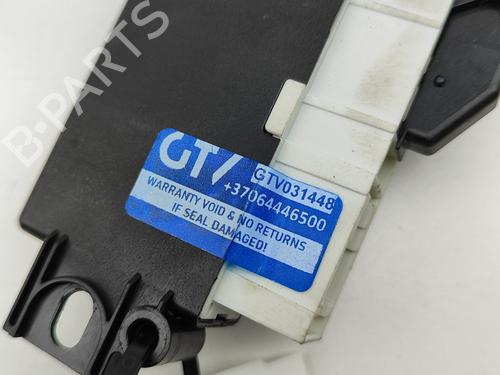 B-PARTS
GTV GTV031448
+37064446500
WARRANTY VOID & NO RETURNS
IF SEAL DAMAGED!